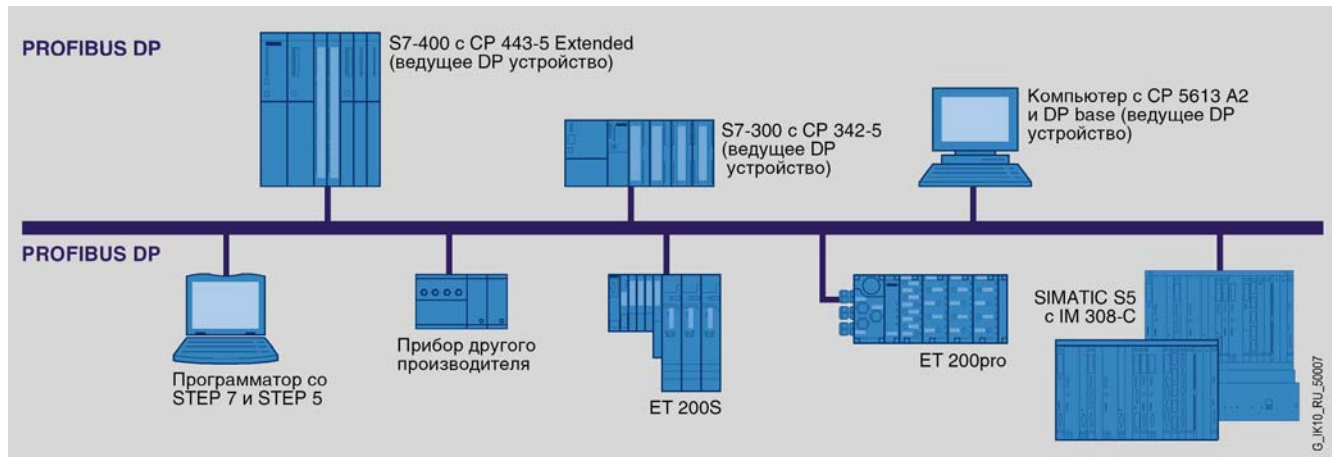 PROFIBUS DP
S7-400 с CP 443-5 Extended
(ведущее DP устройство)
S7-300 с CP 342-5
(ведущее DP
устройство)
Компьютер с CP 5613 A2
и DP base (ведущее DP
устройство)
PROFIBUS DP
Программатор со
STEP 7 и STEP 5
Прибор другого
производителя
ET 200S
ET 200pro
SIMATIC S5
с IM 308-C
G_IK10_RU_50007